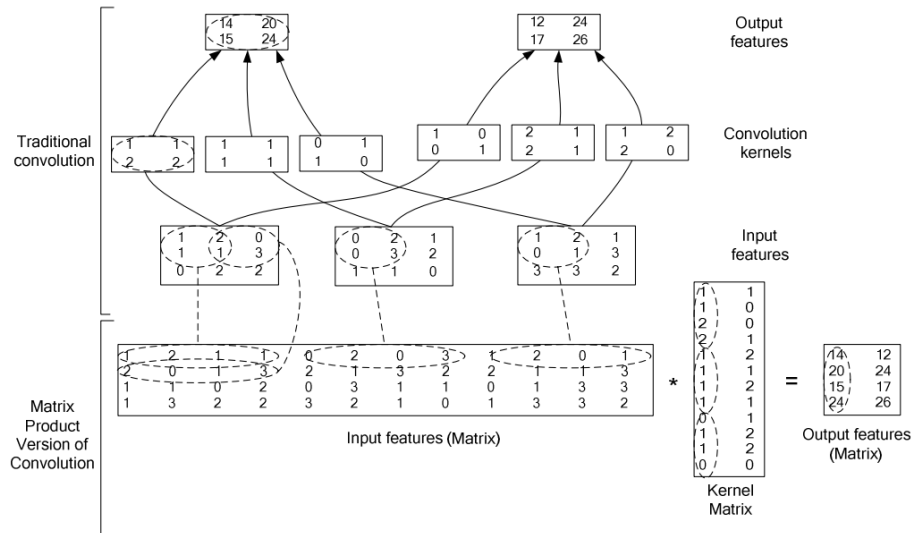 14 20
15 24
12 24
17 26
Output
features
Traditional
convolution
1 1
2 2
1 1
1 1
0 1
1 0
1 0
0 1
2 1
2 1
1 2
2 0
Convolution
kernels
1 2 0
1 1 3
0 2 2
0 2 1
0 3 2
1 1 0
1 2 1
0 1 3
3 3 2
Input
features
Matrix
Product
Version of
Convolution
1 2 1 1 0 2 0 3 1 2 0 1
2 0 1 3 2 1 3 2 2 1 1 3
1 1 0 2 0 3 1 1 0 1 3 3
1 3 2 2 3 2 1 0 1 3 3 2
Input features (Matrix)
*
1 1
1 0
2 0
2 1
1 2
1 1
1 2
1 1
0 1
1 2
1 2
0 0
Kernel
Matrix
=
14 12
20 24
15 17
24 26
Output features
(Matrix)